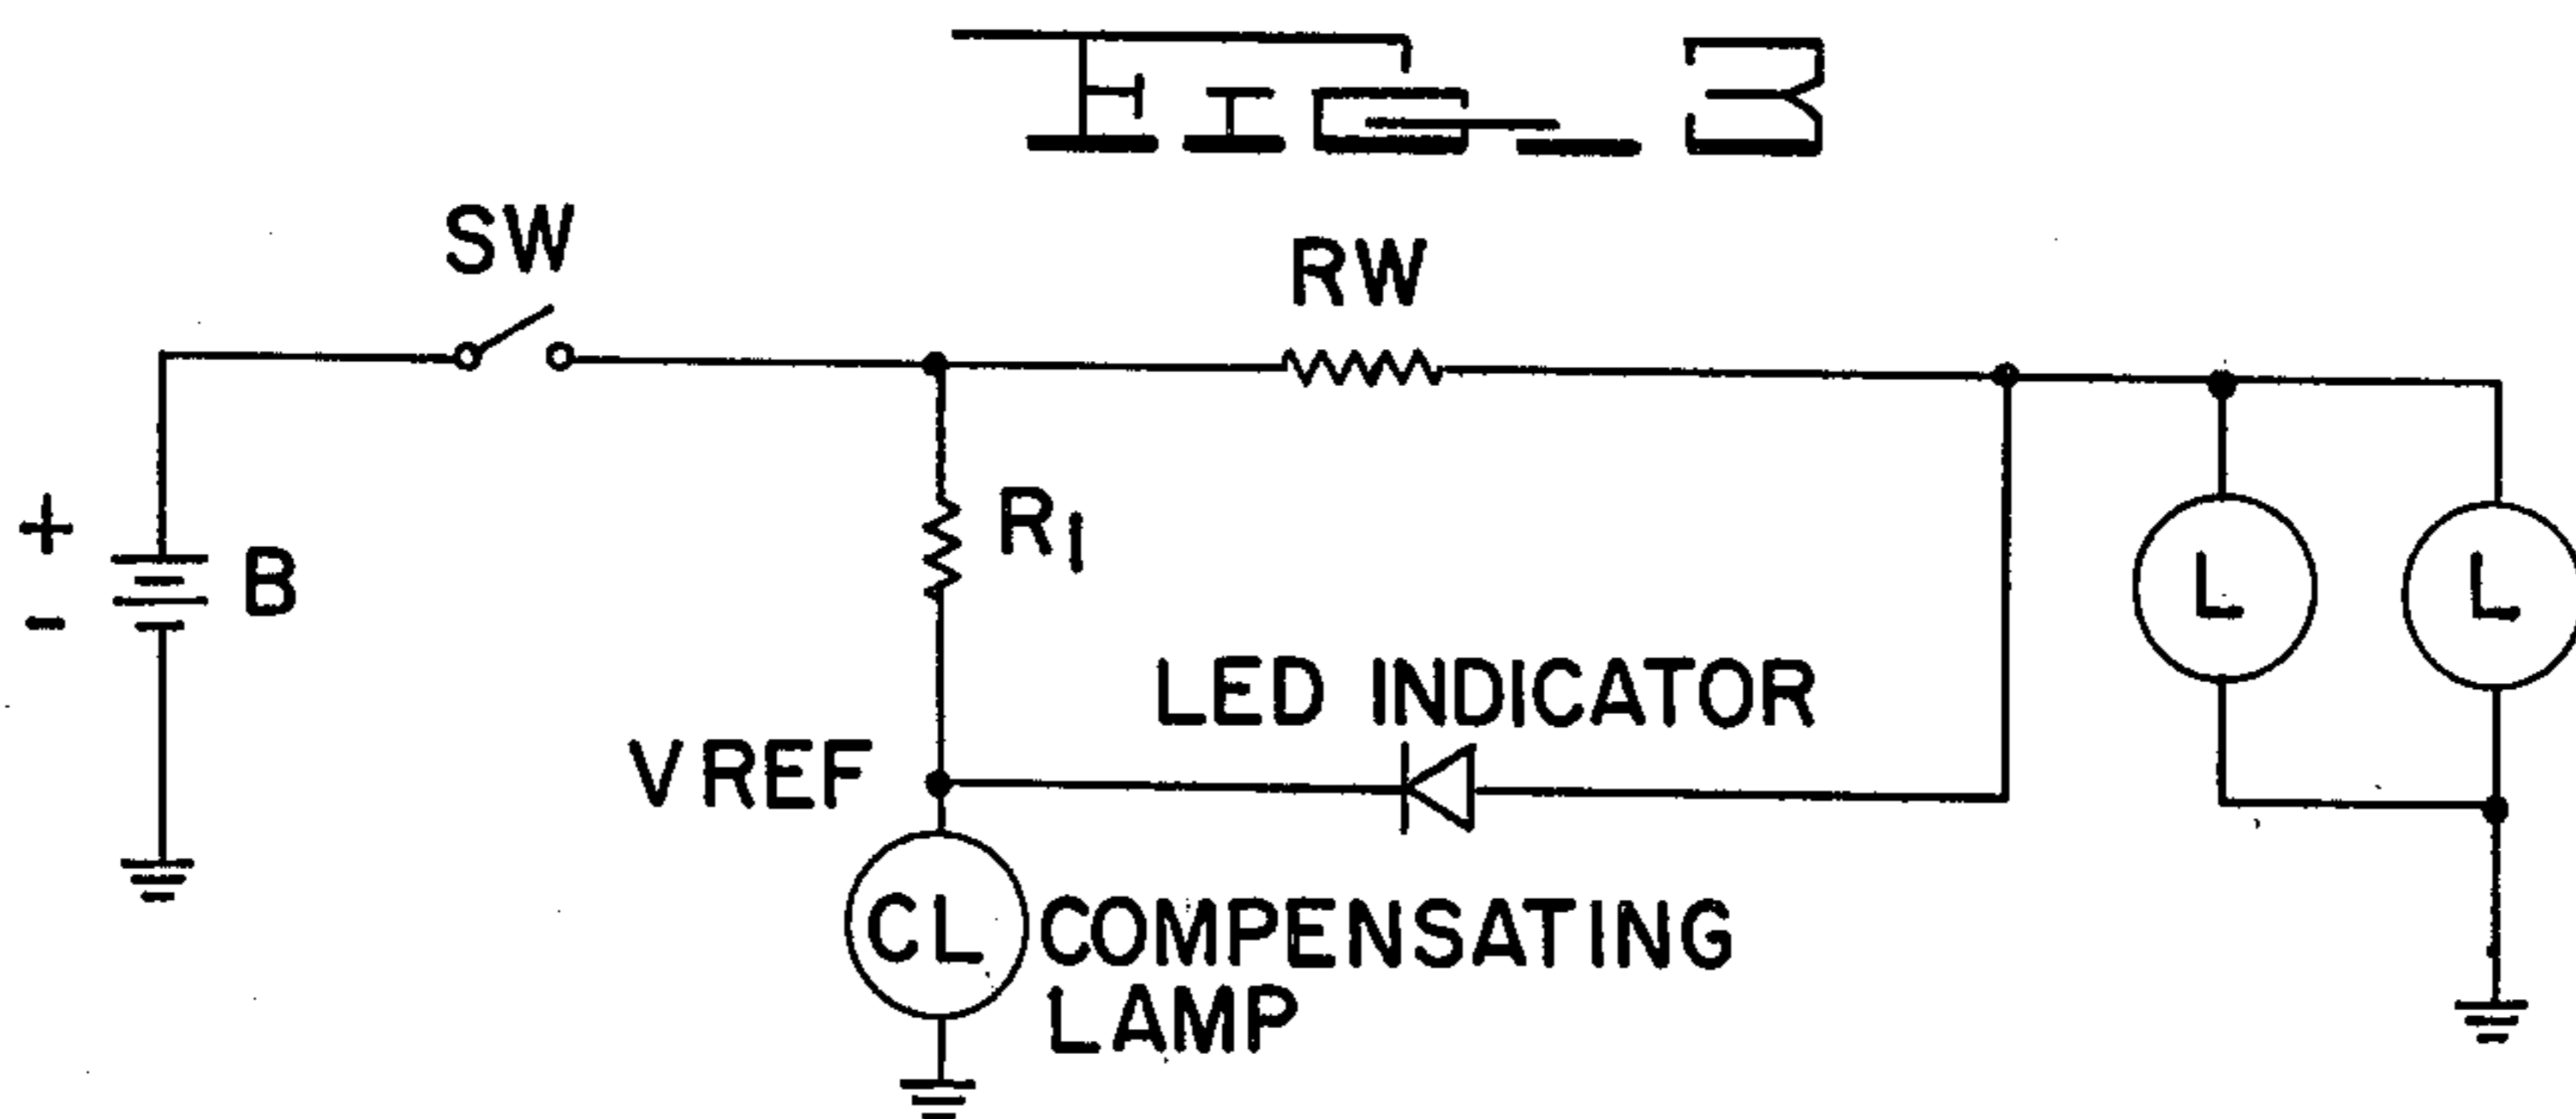 FIG_3
SW
RW
R1
+
B
-
LED INDICATOR
L
L
VREF
CL COMPENSATING
LAMP